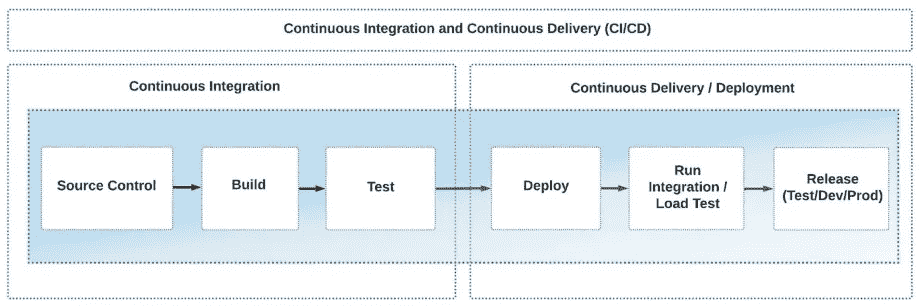 Continuous Integration and Continuous Delivery (CI/CD)
Continuous Integration
Continuous Delivery / Deployment
Source Control
Build
Test
Deploy
Run
Integration /
Load Test
Release
(Test/Dev/Prod)